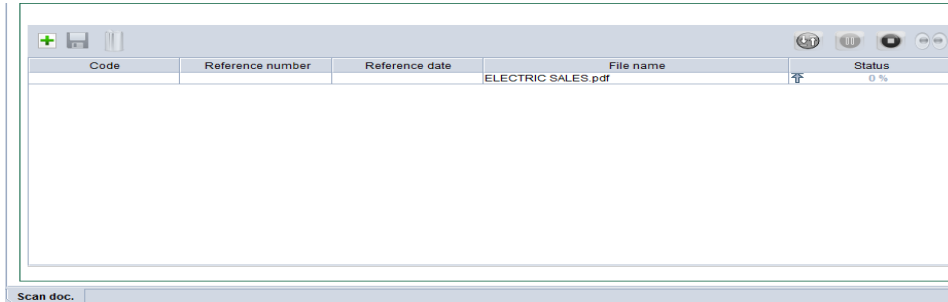 Code Reference number Reference date File name Status
ELECTRIC SALES.pdf 0 %
Scan doc.